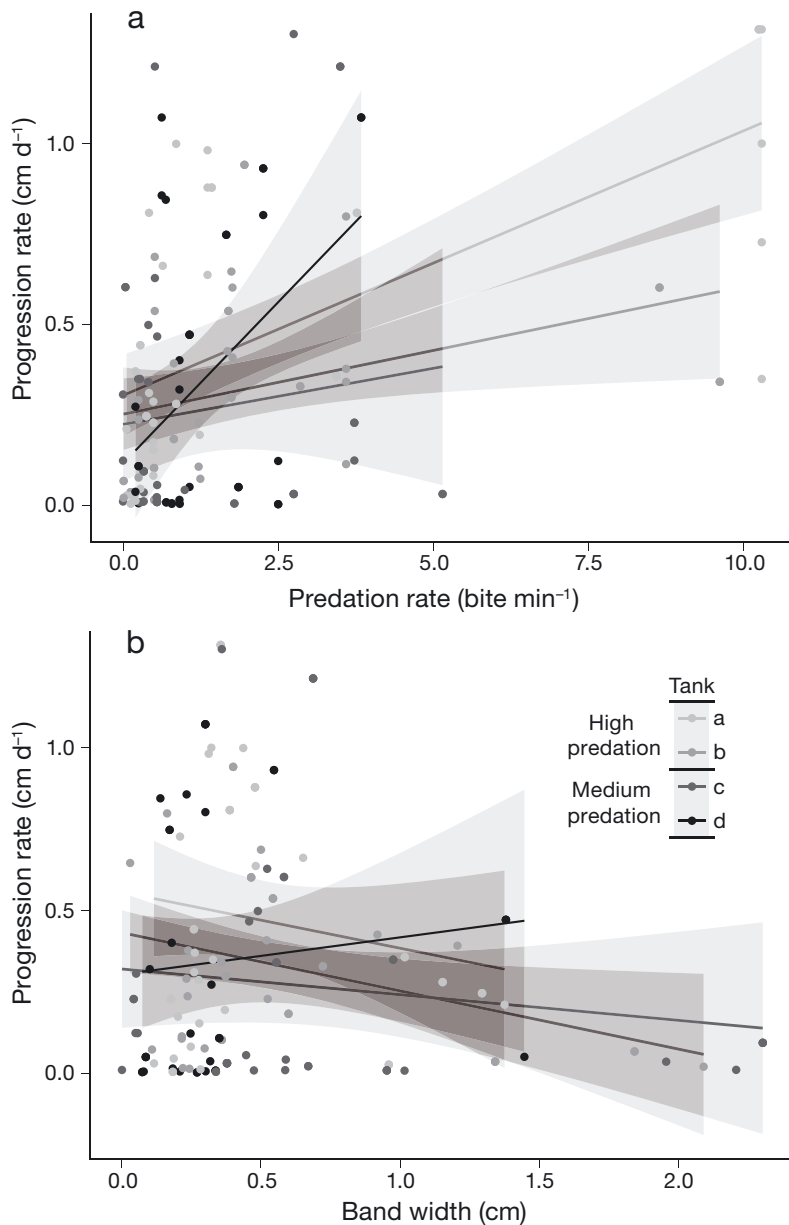 a
Progression rate (cm d⁻¹)
1.0
0.5
0.0
0.0 2.5 5.0 7.5 10.0
Predation rate (bite min⁻¹)
b
Progression rate (cm d⁻¹)
1.0
0.5
0.0
Tank
High
predation
a
b
Medium
predation
c
d
0.0 0.5 1.0 1.5 2.0
Band width (cm)